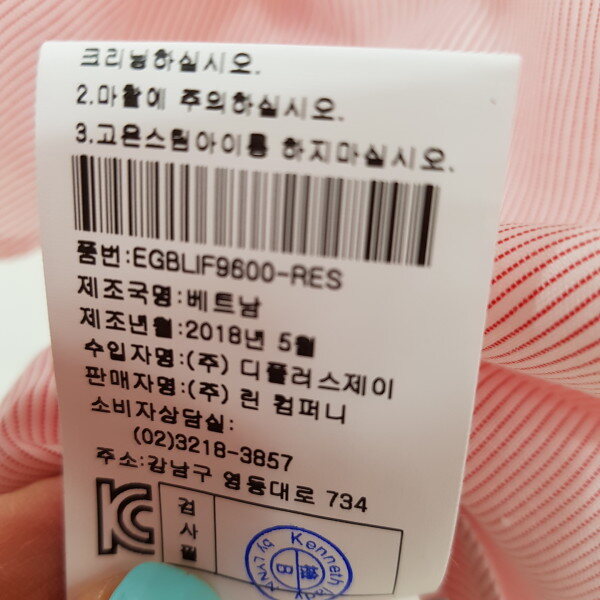 크리닝하십시오.
2.마찰에 주의하십시오.
3.고온스팀아이롱 하지마십시오.
품번:EGBLIF9600-RES
제조국명:베트남
제조년월:2018년 5월
수입자명:(주) 디플러스제이
판매자명:(주) 린 컴퍼니
소비자상담실:
(02)3218-3857
주소:강남구 영동대로 734
검사필
Kenneth
by LYNN